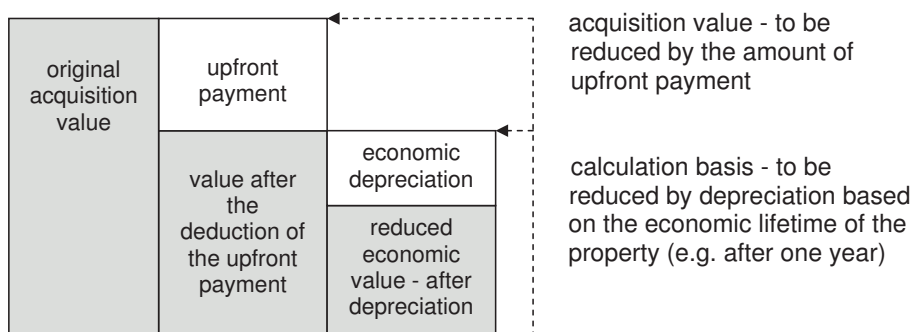 original
acquisition
value
upfront
payment
value after
the
deduction of
the upfront
payment
economic
depreciation
reduced
economic
value - after
depreciation
acquisition value - to be
reduced by the amount of
upfront payment
calculation basis - to be
reduced by depreciation based
on the economic lifetime of the
property (e.g. after one year)